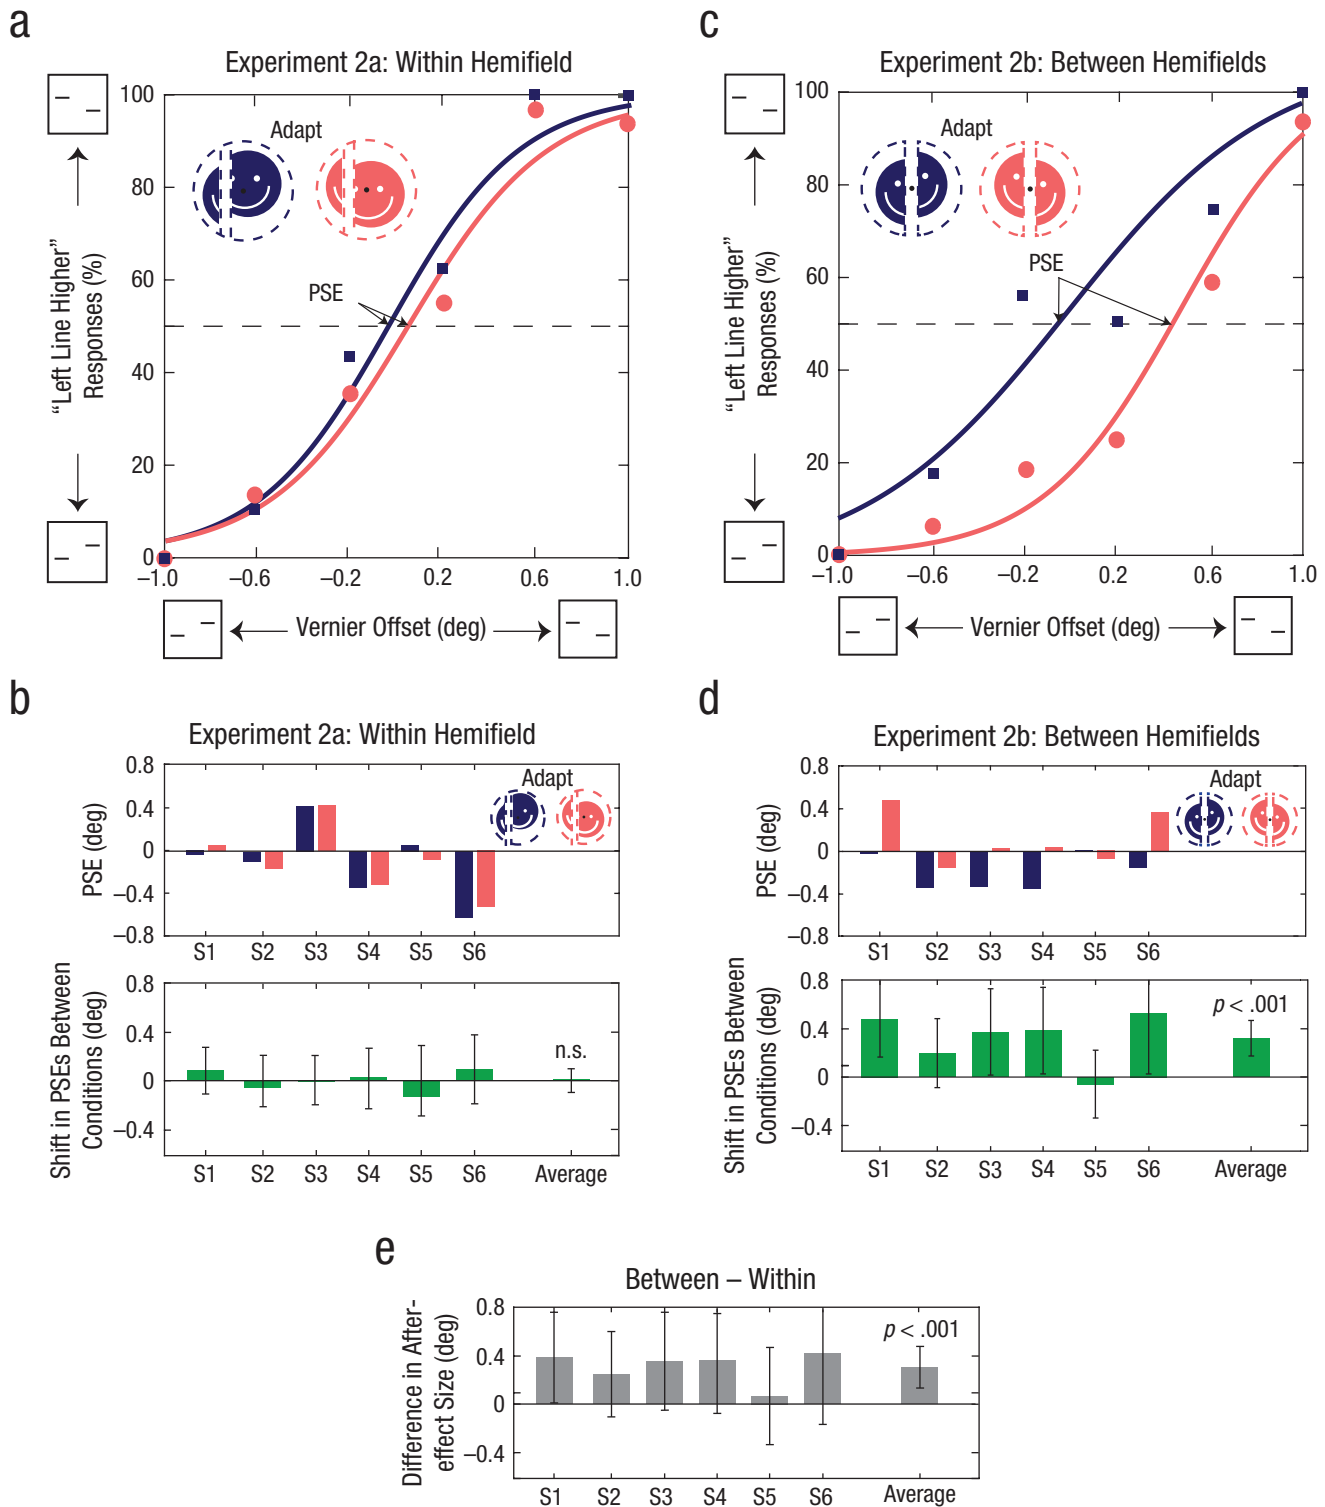 a
Experiment 2a: Within Hemifield
100
80
60
40
20
0
"Left Line Higher"
Responses (%)
Adapt
PSE
–1.0 –0.6 –0.2 0.2 0.6 1.0
Vernier Offset (deg)
c
Experiment 2b: Between Hemifields
100
80
60
40
20
0
"Left Line Higher"
Responses (%)
Adapt
PSE
–1.0 –0.6 –0.2 0.2 0.6 1.0
Vernier Offset (deg)
b
Experiment 2a: Within Hemifield
0.8
0.4
0
–0.4
–0.8
PSE (deg)
Adapt
S1 S2 S3 S4 S5 S6
0.8
0.4
0
–0.4
Shift in PSEs Between
Conditions (deg)
n.s.
S1 S2 S3 S4 S5 S6 Average
d
Experiment 2b: Between Hemifields
0.8
0.4
0
–0.4
–0.8
PSE (deg)
Adapt
S1 S2 S3 S4 S5 S6
0.8
0.4
0
–0.4
Shift in PSEs Between
Conditions (deg)
p < .001
S1 S2 S3 S4 S5 S6 Average
e
Between – Within
0.8
0.4
0
–0.4
Difference in After-
effect Size (deg)
p < .001
S1 S2 S3 S4 S5 S6 Average